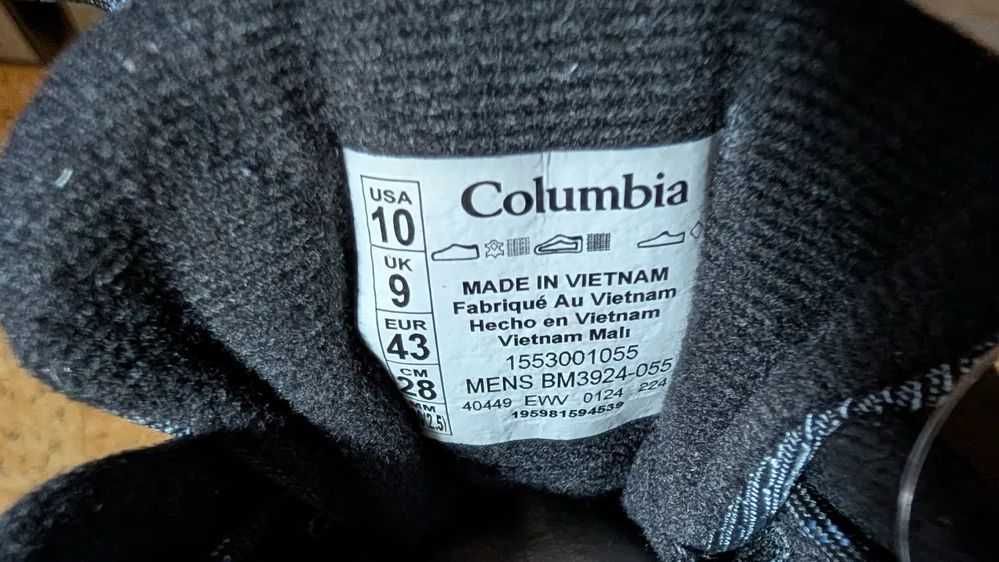 USA
10
UK
9
EUR
43
CM
28
Columbia
MADE IN VIETNAM
Fabriqué Au Vietnam
Hecho en Vietnam
Vietnam Malı
1553001055
MENS BM3924-055
40449 EWV 0124 224
195981594539